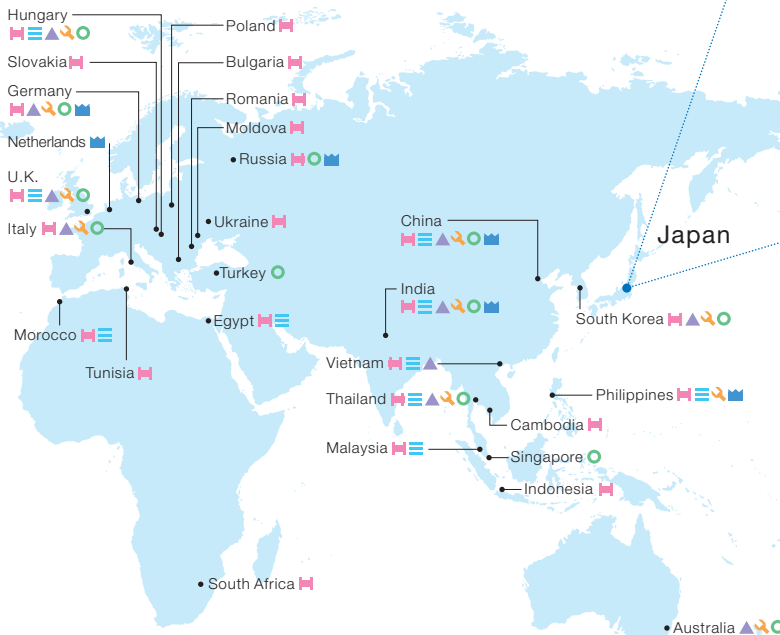 Hungary
Slovakia
Germany
Netherlands
U.K.
Italy
Poland
Bulgaria
Romania
Moldova
Russia
Ukraine
Turkey
Egypt
Morocco
Tunisia
South Africa
China
India
Vietnam
Thailand
Malaysia
Japan
South Korea
Philippines
Cambodia
Singapore
Indonesia
Australia